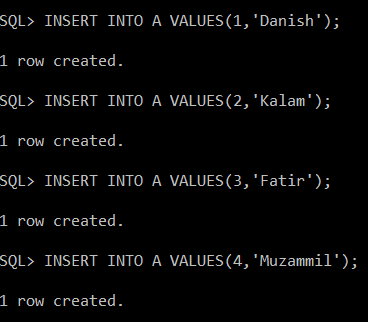 SQL> INSERT INTO A VALUES(1,'Danish');
1 row created.
SQL> INSERT INTO A VALUES(2,'Kalam');
1 row created.
SQL> INSERT INTO A VALUES(3,'Fatir');
1 row created.
SQL> INSERT INTO A VALUES(4,'Muzammil');
1 row created.